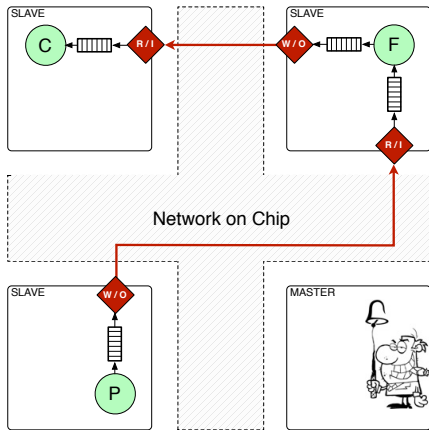 SLAVE
C
R / I
SLAVE
W / O
F
R / I
Network on Chip
SLAVE
W / O
P
MASTER